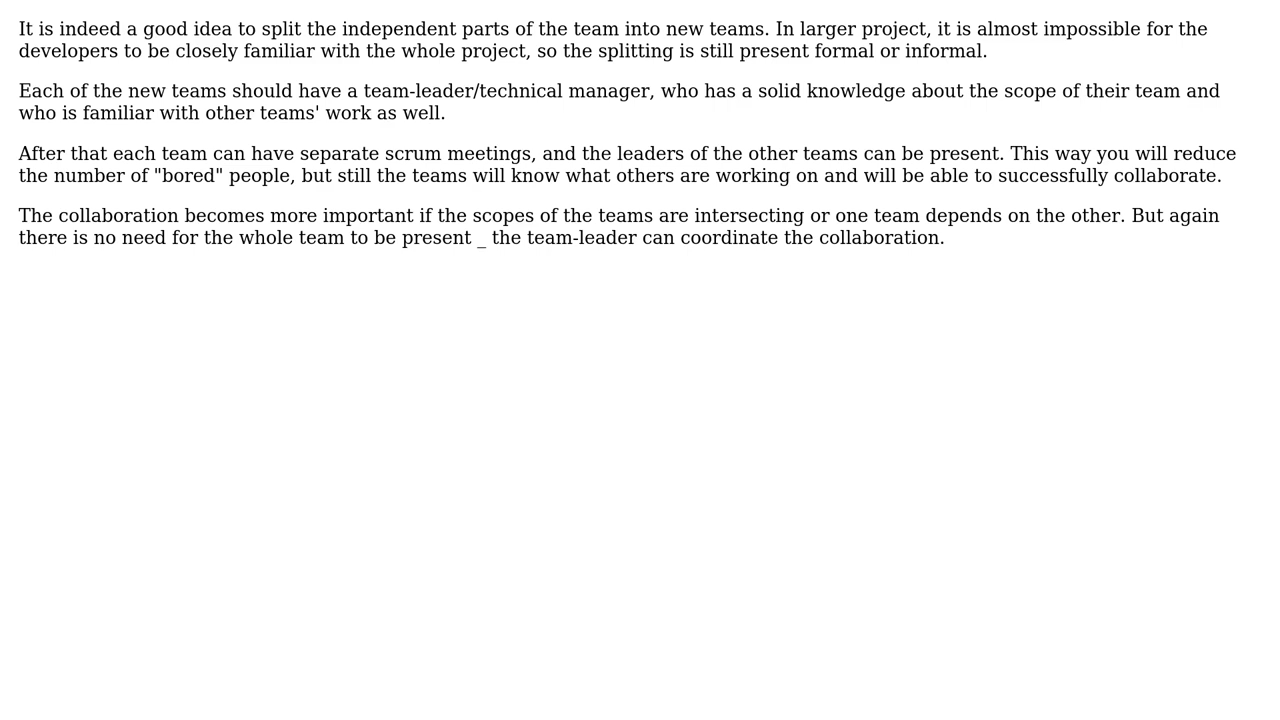 It is indeed a good idea to split the independent parts of the team into new teams. In larger project, it is almost impossible for the
developers to be closely familiar with the whole project, so the splitting is still present formal or informal.
Each of the new teams should have a team-leader/technical manager, who has a solid knowledge about the scope of their team and
who is familiar with other teams' work as well.
After that each team can have separate scrum meetings, and the leaders of the other teams can be present. This way you will reduce
the number of "bored" people, but still the teams will know what others are working on and will be able to successfully collaborate.
The collaboration becomes more important if the scopes of the teams are intersecting or one team depends on the other. But again
there is no need for the whole team to be present _ the team-leader can coordinate the collaboration.